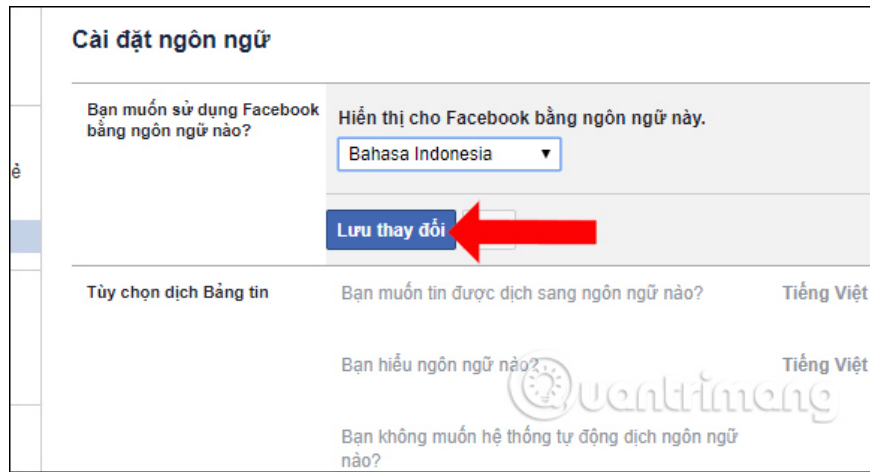 Cài đặt ngôn ngữ
Bạn muốn sử dụng Facebook
bằng ngôn ngữ nào?
Hiển thị cho Facebook bằng ngôn ngữ này.
Bahasa Indonesia
ẻ
Lưu thay đổi
Tùy chọn dịch Bảng tin
Bạn muốn tin được dịch sang ngôn ngữ nào?
Tiếng Việt
Bạn hiểu ngôn ngữ nào?
Tiếng Việt
Quantrimang
Bạn không muốn hệ thống tự động dịch ngôn ngữ
nào?